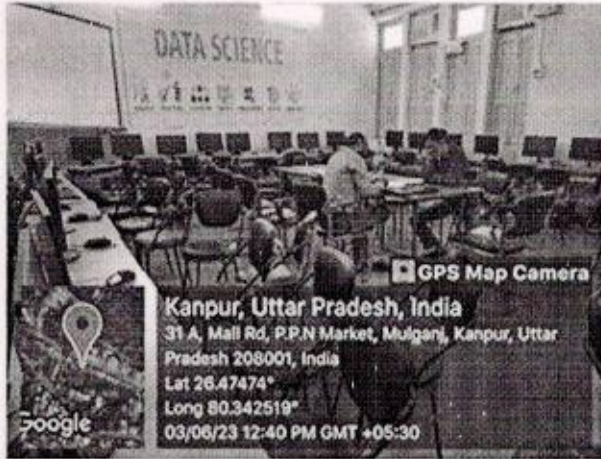 DATA SCIENCE
GPS Map Camera
Kanpur, Uttar Pradesh, India
31 A, Mall Rd, P.P.N Market, Mulganj, Kanpur, Uttar
Pradesh 208001, India
Lat 26.47474°
Long 80.342519°
03/06/23 12:40 PM GMT +05:30
Google